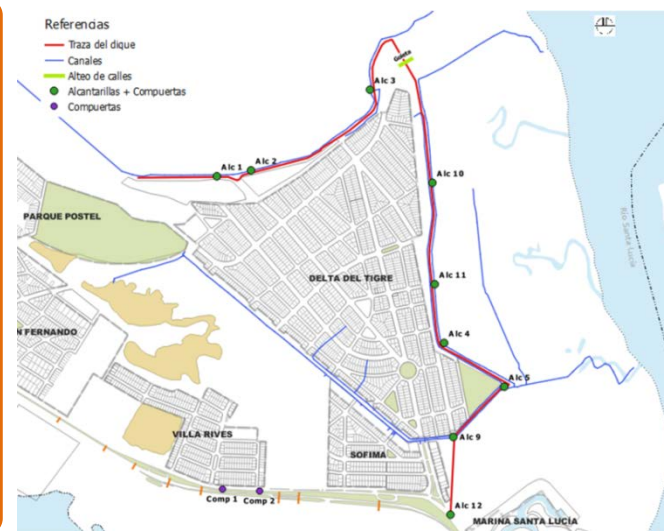 Referencias
Traza del dique
Canales
Alteo de calles
Alcantarillas + Compuertas
Compuertas
Alc 3
Alc 1
Alc 2
Alc 10
PARQUE POSTEL
Río Santa Lucía
DELTA DEL TIGRE
Alc 11
N FERNANDO
Alc 4
Alc 5
VILLA RIVES
Alc 9
SOFIMA
Comp 1
Comp 2
Alc 12
MARINA SANTA LUCÍA